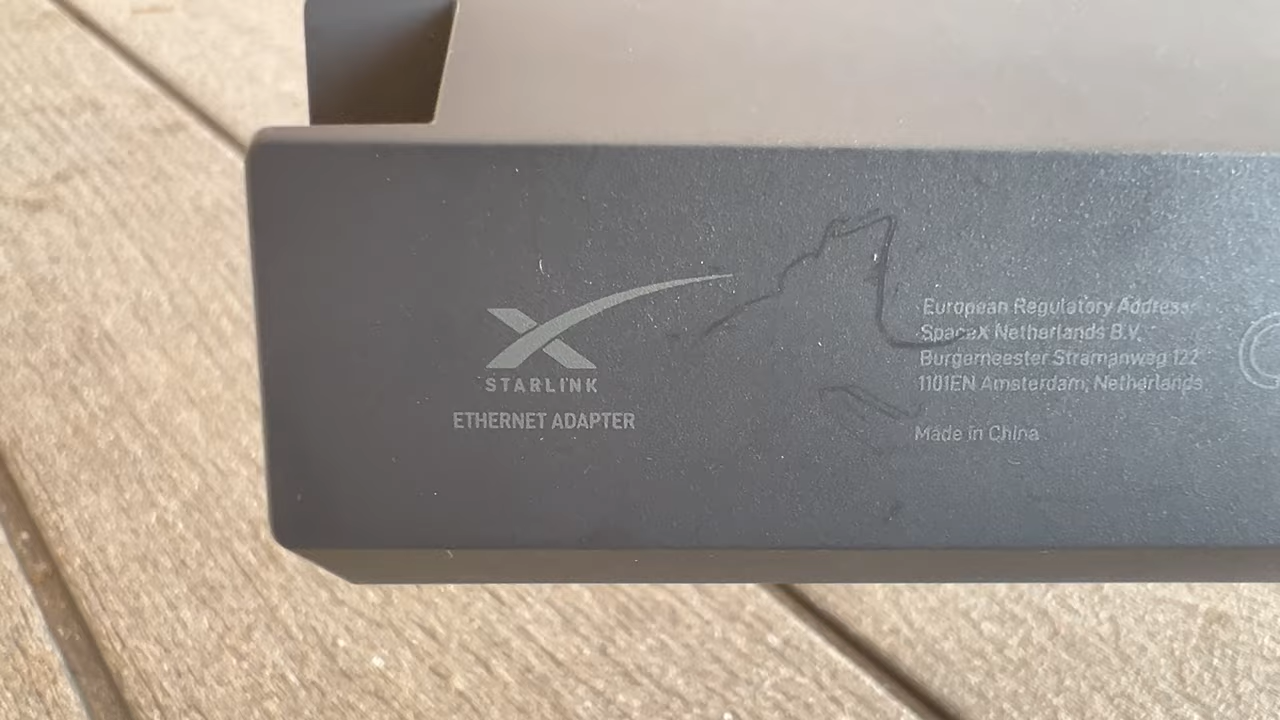 STARLINK
ETHERNET ADAPTER
European Regulatory Address:
SpaceX Netherlands B.V.
Burgemeester Stramanweg 122
1101EN Amsterdam, Netherlands
Made in China